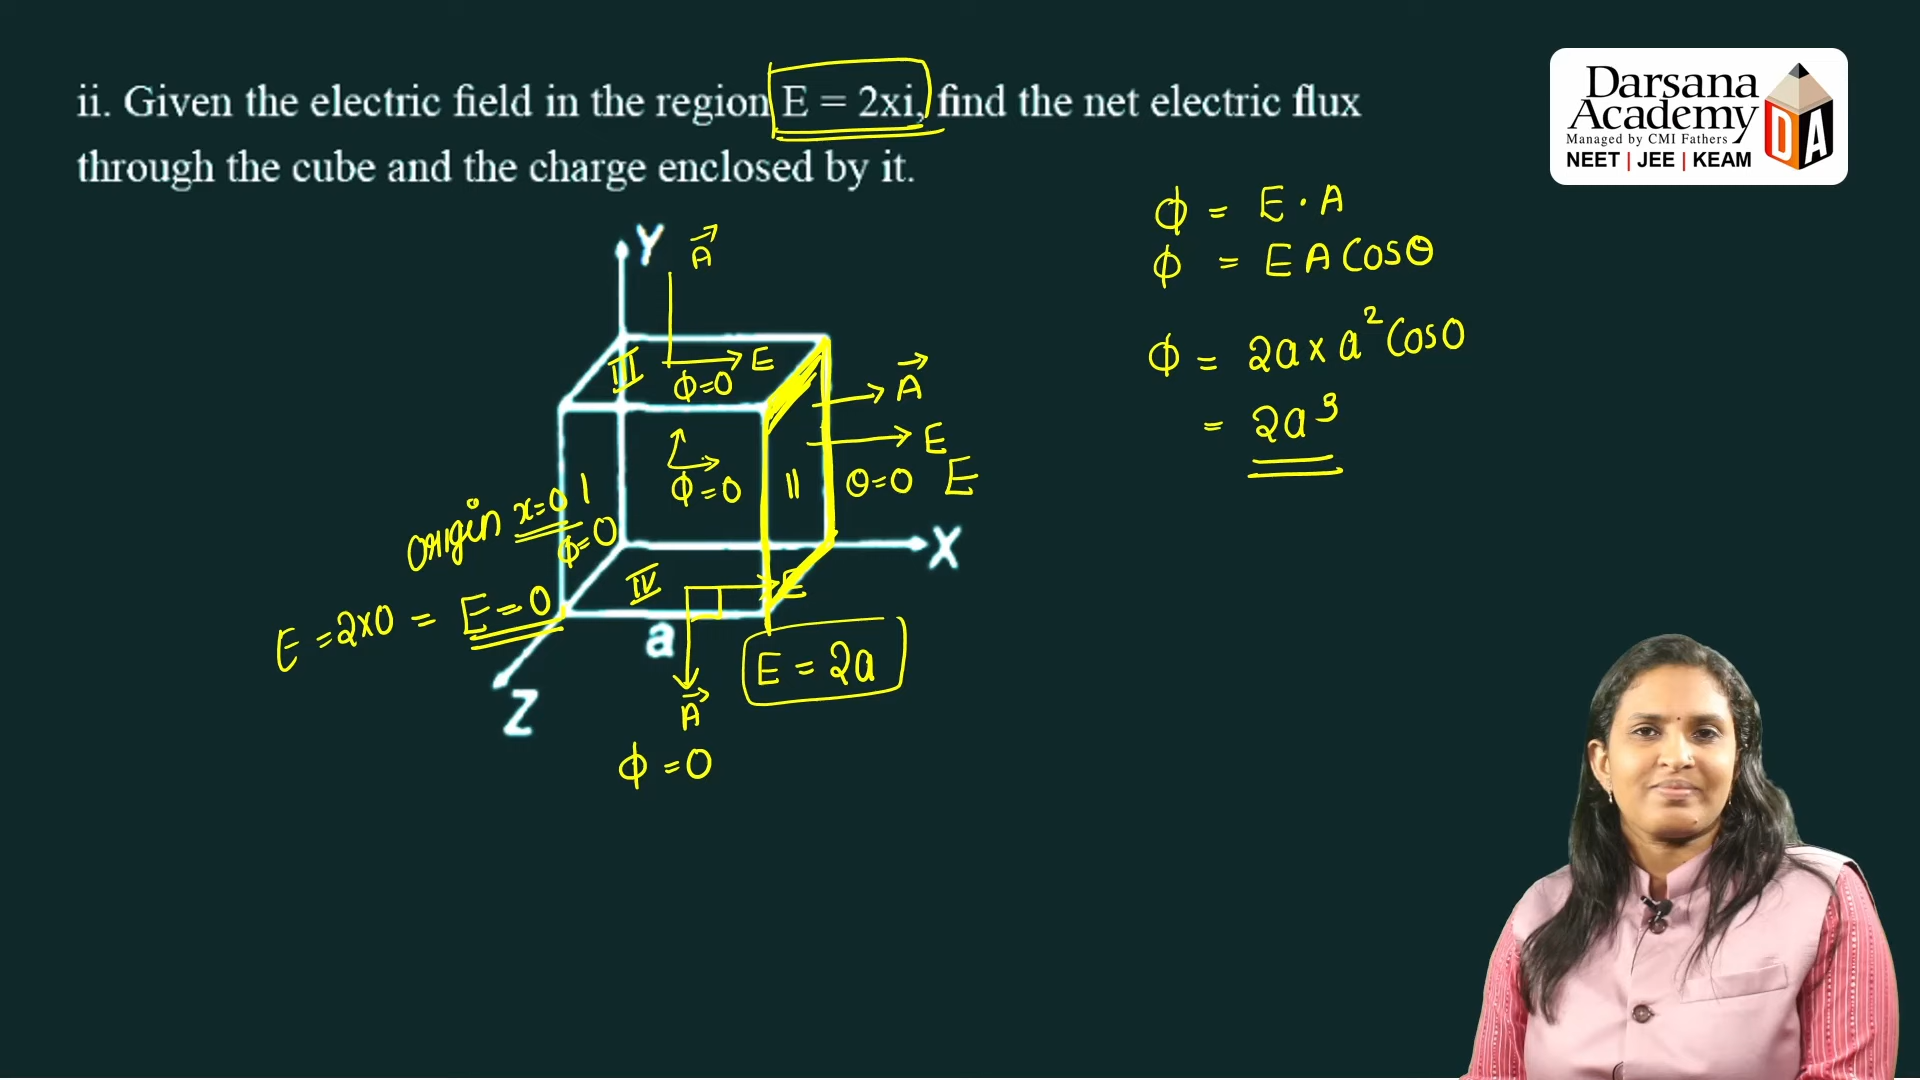 ii. Given the electric field in the region E = 2xi, find the net electric flux
through the cube and the charge enclosed by it.
Darsana
Academy
Managed by CMI Fathers
NEET | JEE | KEAM
DA
ϕ = E · A
ϕ = E A Cosθ
ϕ = 2a × a² Cos0
= 2a³
Y
A⃗
III
E
ϕ=0
A⃗
E
ϕ=0
II
θ=0
E
origin x=0
I
ϕ=0
X
IV
E
E = 2×0 = E=0
a
E = 2a
Z
A⃗
ϕ = 0